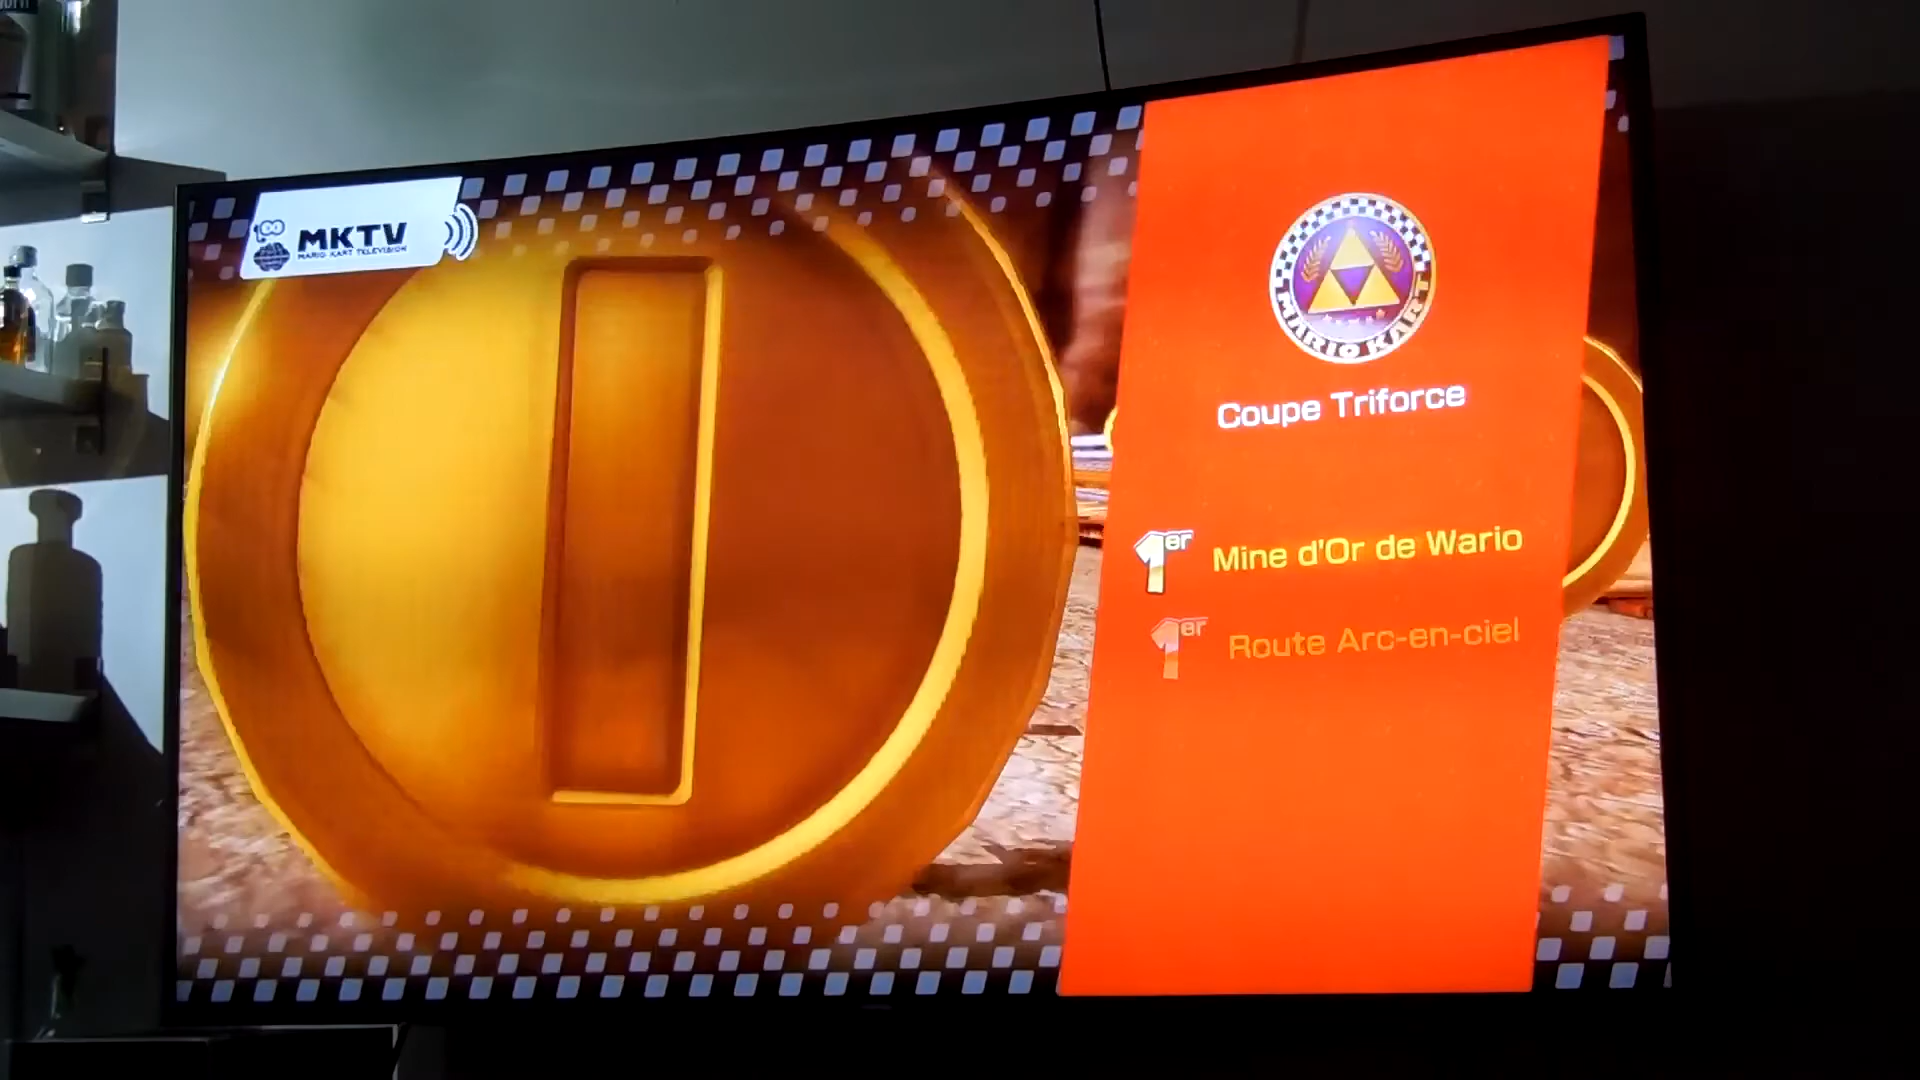 MKTV
MARIO KART TELEVISION
MARIO KART
Coupe Triforce
1er Mine d'Or de Wario
1er Route Arc-en-ciel